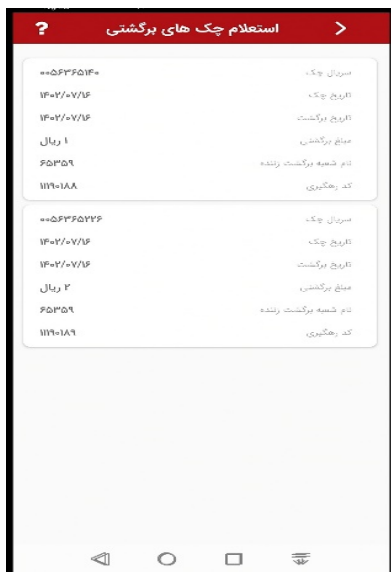 استعلام چک های برگشتی ?
سریال چک ۰۰۵۶۳۶۵۱۴۰
تاریخ چک ۱۴۰۲/۰۷/۱۶
تاریخ برگشت ۱۴۰۲/۰۷/۱۶
مبلغ برگشتی ۱ ریال
نام شعبه برگشت زننده ۶۵۳۵۹
کد رهگیری ۱۱۱۹۰۱۸۸
سریال چک ۰۰۵۶۳۶۵۲۲۶
تاریخ چک ۱۴۰۲/۰۷/۱۶
تاریخ برگشت ۱۴۰۲/۰۷/۱۶
مبلغ برگشتی ۲ ریال
نام شعبه برگشت زننده ۶۵۳۵۹
کد رهگیری ۱۱۱۹۰۱۸۹